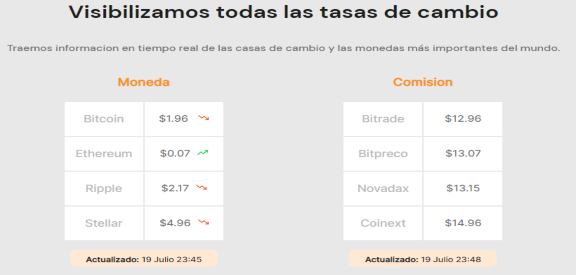 Visibilizamos todas las tasas de cambio
Traemos informacion en tiempo real de las casas de cambio y las monedas más importantes del mundo.
Moneda
Bitcoin $1.96
Ethereum $0.07
Ripple $2.17
Stellar $4.96
Actualizado: 19 Julio 23:45
Comision
Bitrade $12.96
Bitpreco $13.07
Novadax $13.15
Coinext $14.96
Actualizado: 19 Julio 23:48